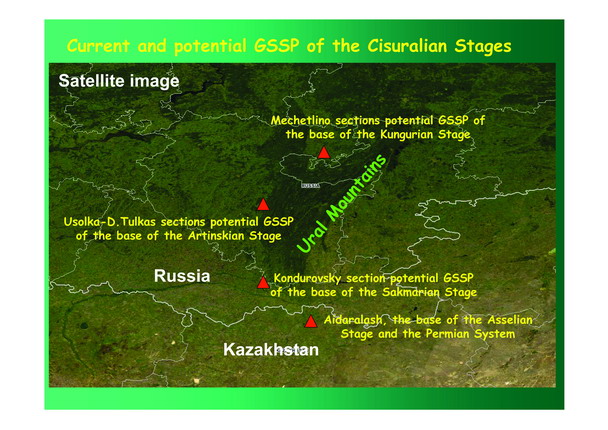 Current and potential GSSP of the Cisuralian Stages
Satellite image
Mechetlino sections potential GSSP of
the base of the Kungurian Stage
RUSSIA
Ural Mountains
Usolka-D.Tulkas sections potential GSSP
of the base of the Artinskian Stage
Russia
Kondurovsky section potential GSSP
of the base of the Sakmarian Stage
Aidaralash, the base of the Asselian
Stage and the Permian System
Kazakhstan